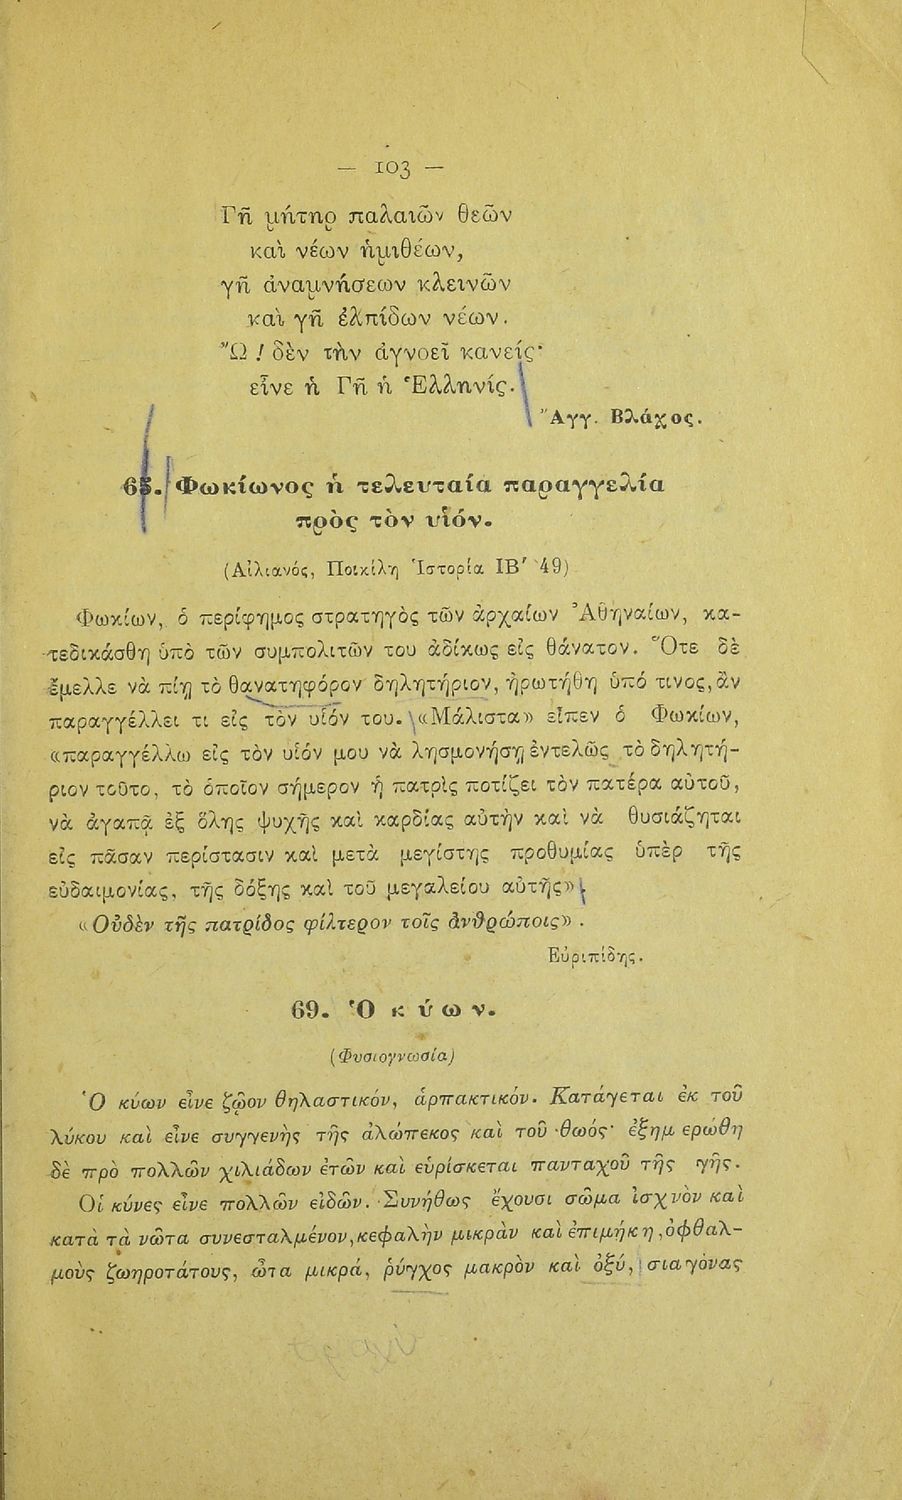 — 103 —
Γῆ μήτηρ παλαιῶν θεῶν
καὶ νέων ἡμιθέων,
γῆ ἀναμνήσεων κλεινῶν
καὶ γῆ ἐλπίδων νέων.
Ὢ ! δὲν τὴν ἀγνοεῖ κανείς·
εἶνε ἡ Γῆ ἡ Ἑλληνίς.
Ἄγγ. Βλάχος.
68. Φωκίωνος ἡ τελευταία παραγγελία
πρὸς τὸν υἱόν.
(Αἰλιανός, Ποικίλη Ἱστορία ΙΒ′ 49)
Φωκίων, ὁ περίφημος στρατηγὸς τῶν ἀρχαίων Ἀθηναίων, κα-
τεδικάσθη ὑπὸ τῶν συμπολιτῶν του ἀδίκως εἰς θάνατον. Ὅτε δὲ
ἔμελλε νὰ πίῃ τὸ θανατηφόρον δηλητήριον, ἠρωτήθη ὑπό τινος, ἂν
παραγγέλλει τι εἰς τὸν υἱόν του. «Μάλιστα» εἶπεν ὁ Φωκίων,
«παραγγέλλω εἰς τὸν υἱόν μου νὰ λησμονήσῃ ἐντελῶς τὸ δηλητή-
ριον τοῦτο, τὸ ὁποῖον σήμερον ἡ πατρὶς ποτίζει τὸν πατέρα αὐτοῦ,
νὰ ἀγαπᾷ ἐξ ὅλης ψυχῆς καὶ καρδίας αὐτὴν καὶ νὰ θυσιάζηται
εἰς πᾶσαν περίστασιν καὶ μετὰ μεγίστης προθυμίας ὑπὲρ τῆς
εὐδαιμονίας, τῆς δόξης καὶ τοῦ μεγαλείου αὐτῆς».
«Οὐδὲν τῆς πατρίδος φίλτερον τοῖς ἀνθρώποις» .
Εὐριπίδης.
69. Ὁ κύων.
(Φυσιογνωσία)
Ὁ κύων εἶνε ζῷον θηλαστικόν, ἁρπακτικόν. Κατάγεται ἐκ τοῦ
λύκου καὶ εἶνε συγγενὴς τῆς ἀλώπεκος καὶ τοῦ θωός· ἐξημερώθη
δὲ πρὸ πολλῶν χιλιάδων ἐτῶν καὶ εὑρίσκεται πανταχοῦ τῆς γῆς.
Οἱ κύνες εἶνε πολλῶν εἰδῶν. Συνήθως ἔχουσι σῶμα ἰσχνὸν καὶ
κατὰ τὰ νῶτα συνεσταλμένον, κεφαλὴν μικρὰν καὶ ἐπιμήκη, ὀφθαλ-
μοὺς ζωηροτάτους, ὦτα μικρά, ῥύγχος μακρὸν καὶ ὀξύ, σιαγόνας